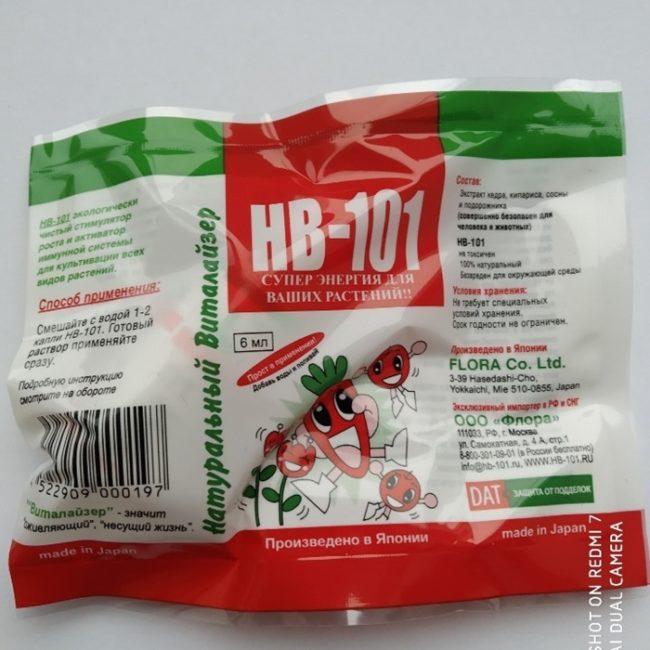 НВ-101 экологически
чистый стимулятор
роста и активатор
иммунной системы
для культивации всех
видов растений.
Способ применения:
Смешайте с водой 1-2
капли НВ-101. Готовый
раствор применяйте
сразу.
Подробную инструкцию
смотрите на обороте
522909 000197
"Виталайзер" - значит
"оживляющий", "несущий жизнь".
made in Japan
Натуральный Виталайзер
НВ-101
СУПЕР ЭНЕРГИЯ ДЛЯ
ВАШИХ РАСТЕНИЙ!!
6 мл
Прост в применении!
Добавь воды и поливай
Произведено в Японии
Состав:
Экстракт кедра, кипариса, сосны
и подорожника
(совершенно безопасен для
человека и животных)
НВ-101
не токсичен
100% натуральный
Безвреден для окружающей среды
Условия хранения:
Не требует специальных
условий хранения.
Срок годности не ограничен.
Произведено в Японии
FLORA Co. Ltd.
3-39 Hasedashi-Cho,
Yokkaichi, Mie 510-0855, Japan
Эксклюзивный импортер в РФ и СНГ
ООО «Флора»
111033, РФ, г. Москва
ул. Самокатная, д. 4 А, стр.1
8-800-301-09-01 (в России бесплатно)
info@hb-101.ru, WWW.HB-101.RU
DAT ЗАЩИТА ОТ ПОДДЕЛОК
made in Japan
SHOT ON REDMI 7
AI DUAL CAMERA